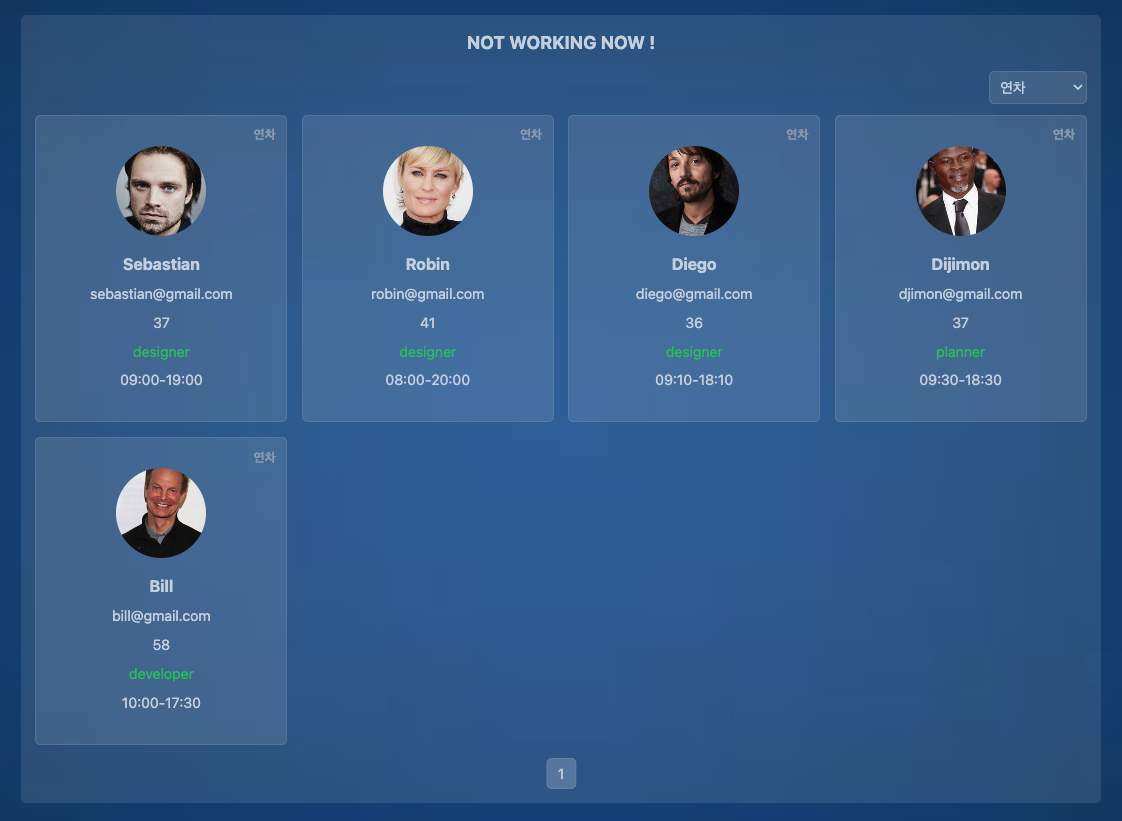 NOT WORKING NOW !
연차
연차
Sebastian
sebastian@gmail.com
37
designer
09:00-19:00
연차
Robin
robin@gmail.com
41
designer
08:00-20:00
연차
Diego
diego@gmail.com
36
designer
09:10-18:10
연차
Dijimon
djimon@gmail.com
37
planner
09:30-18:30
연차
Bill
bill@gmail.com
58
developer
10:00-17:30
1